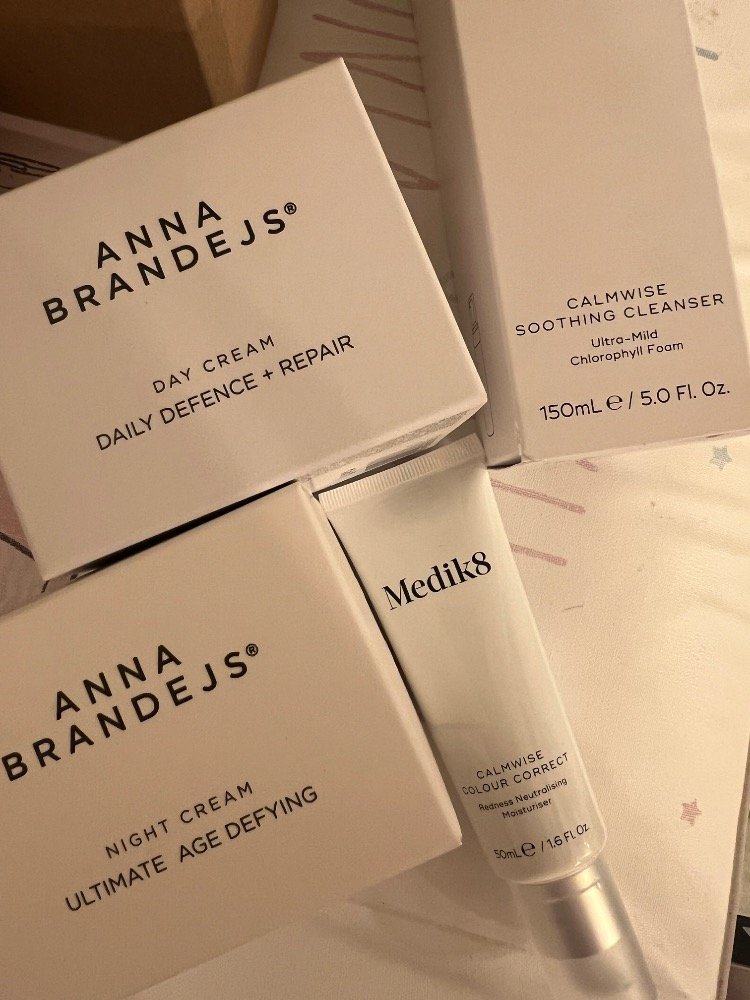 ANNA
BRANDEJS®
DAY CREAM
DAILY DEFENCE + REPAIR
CALMWISE
SOOTHING CLEANSER
Ultra-Mild
Chlorophyll Foam
150mL ℮ / 5.0 Fl. Oz.
ANNA
BRANDEJS®
NIGHT CREAM
ULTIMATE AGE DEFYING
Medik8
CALMWISE
COLOUR CORRECT
Redness Neutralising
Moisturiser
50mL ℮ / 1.6 Fl. Oz